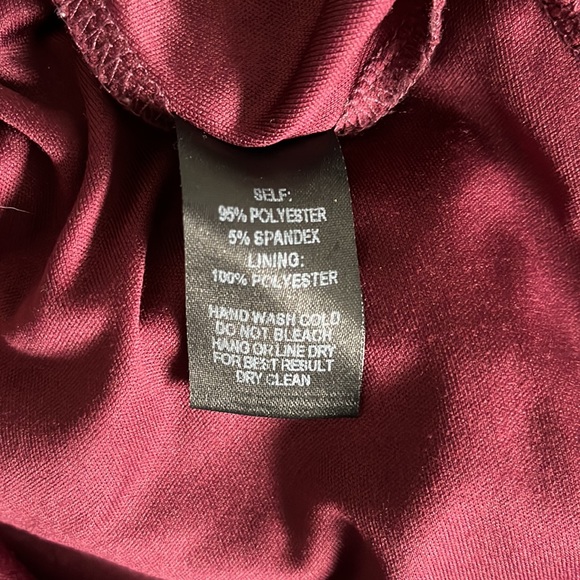 SELF:
95% POLYESTER
5% SPANDEX
LINING:
100% POLYESTER
HAND WASH COLD
DO NOT BLEACH
HANG OR LINE DRY
FOR BEST RESULT
DRY CLEAN